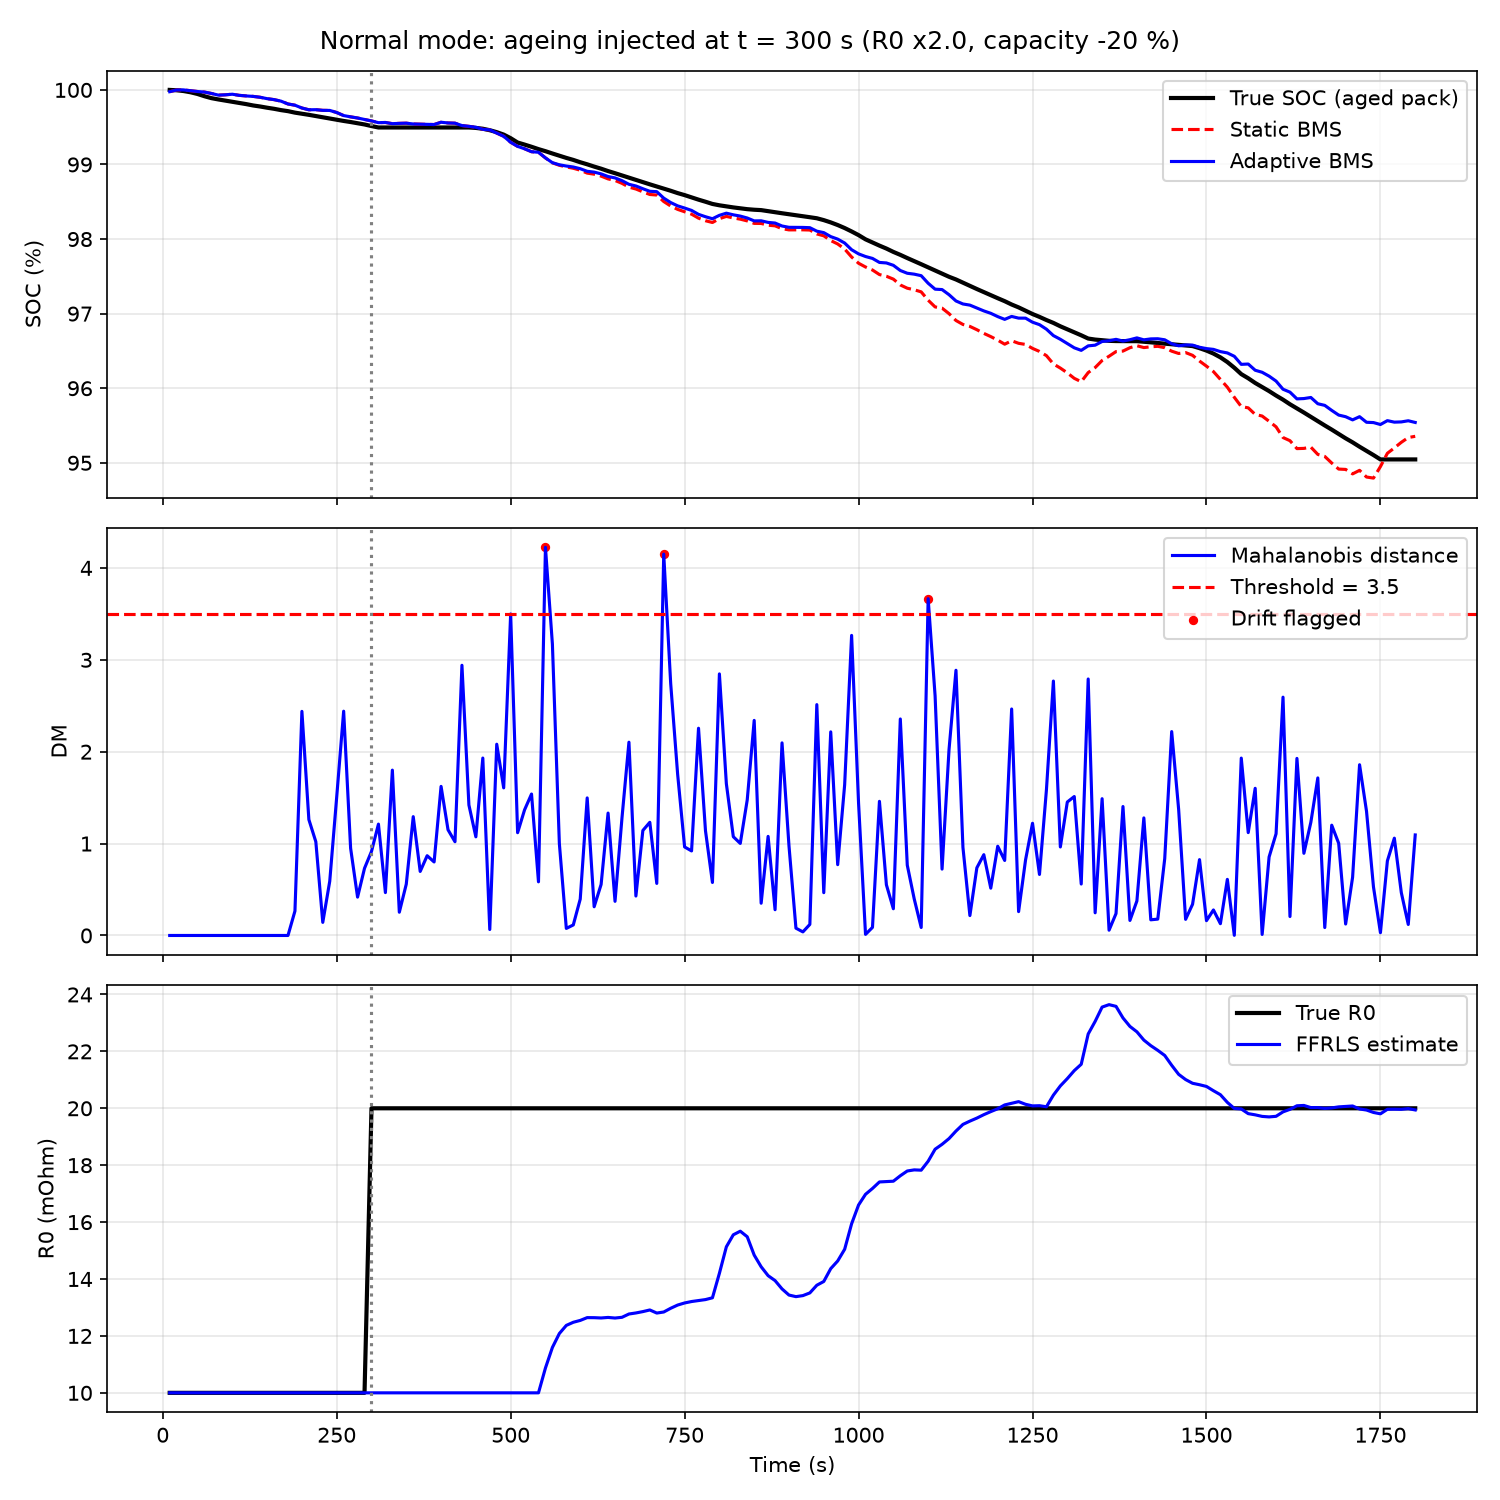 Normal mode: ageing injected at t = 300 s (R0 x2.0, capacity -20 %)
100
99
98
97
96
95
SOC (%)
True SOC (aged pack)
Static BMS
Adaptive BMS
4
3
2
1
0
DM
Mahalanobis distance
Threshold = 3.5
Drift flagged
24
22
20
18
16
14
12
10
R0 (mOhm)
True R0
FFRLS estimate
0 250 500 750 1000 1250 1500 1750
Time (s)